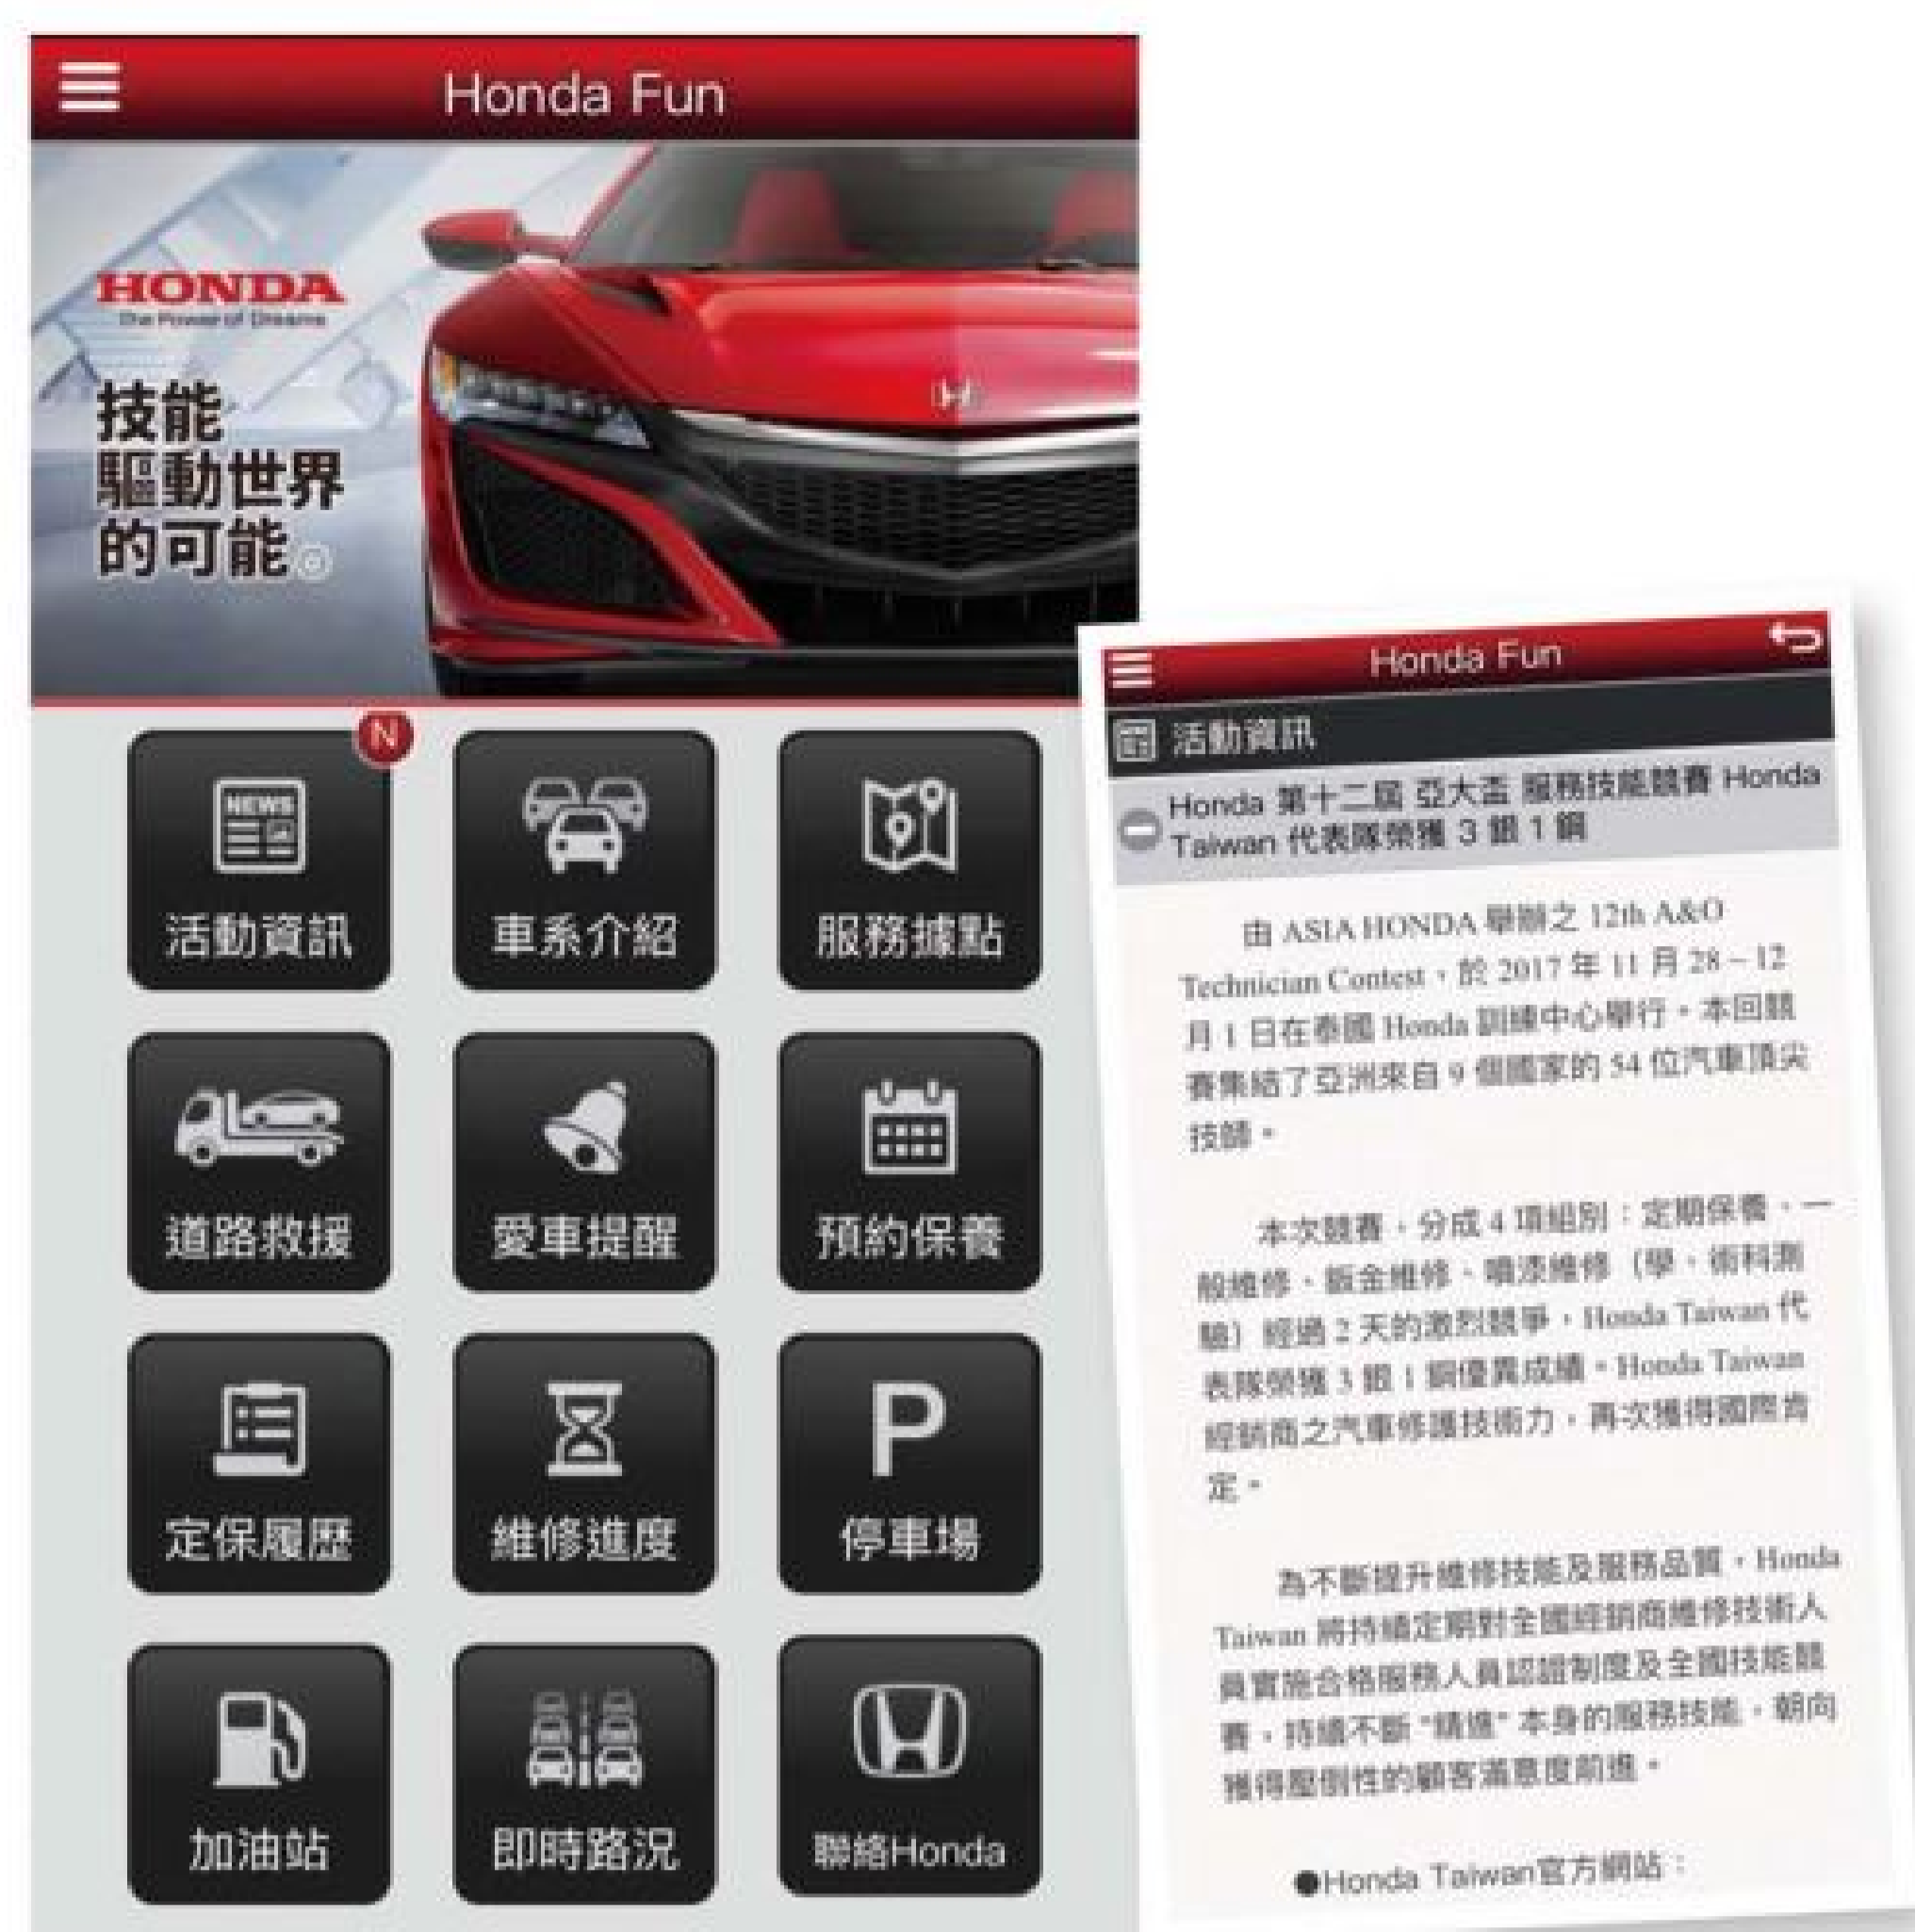 Honda Fun
HONDA
The Power of Dreams
技能
驅動世界
的可能。
N
NEWS
活動資訊
車系介紹
服務據點
道路救援
愛車提醒
預約保養
定保履歷
維修進度
P
停車場
加油站
即時路況
聯絡Honda
Honda Fun
活動資訊
Honda 第十二屆 亞大盃 服務技能競賽 Honda
Taiwan 代表隊榮獲 3 銀 1 銅
由 ASIA HONDA 舉辦之 12th A&O
Technician Contest，於 2017 年 11 月 28 – 12
月 1 日在泰國 Honda 訓練中心舉行。本回競
賽集結了亞洲來自 9 個國家的 54 位汽車頂尖
技師。
本次競賽，分成 4 項組別：定期保養、一
般維修、鈑金維修、噴漆維修（學、術科測
驗）經過 2 天的激烈競爭，Honda Taiwan 代
表隊榮獲 3 銀 1 銅優異成績。Honda Taiwan
經銷商之汽車修護技術力，再次獲得國際肯
定。
為不斷提升維修技能及服務品質，Honda
Taiwan 將持續定期對全國經銷商維修技術人
員實施合格服務人員認證制度及全國技能競
賽，持續不斷 "精進" 本身的服務技能，朝向
獲得壓倒性的顧客滿意度前進。
●Honda Taiwan官方網站：